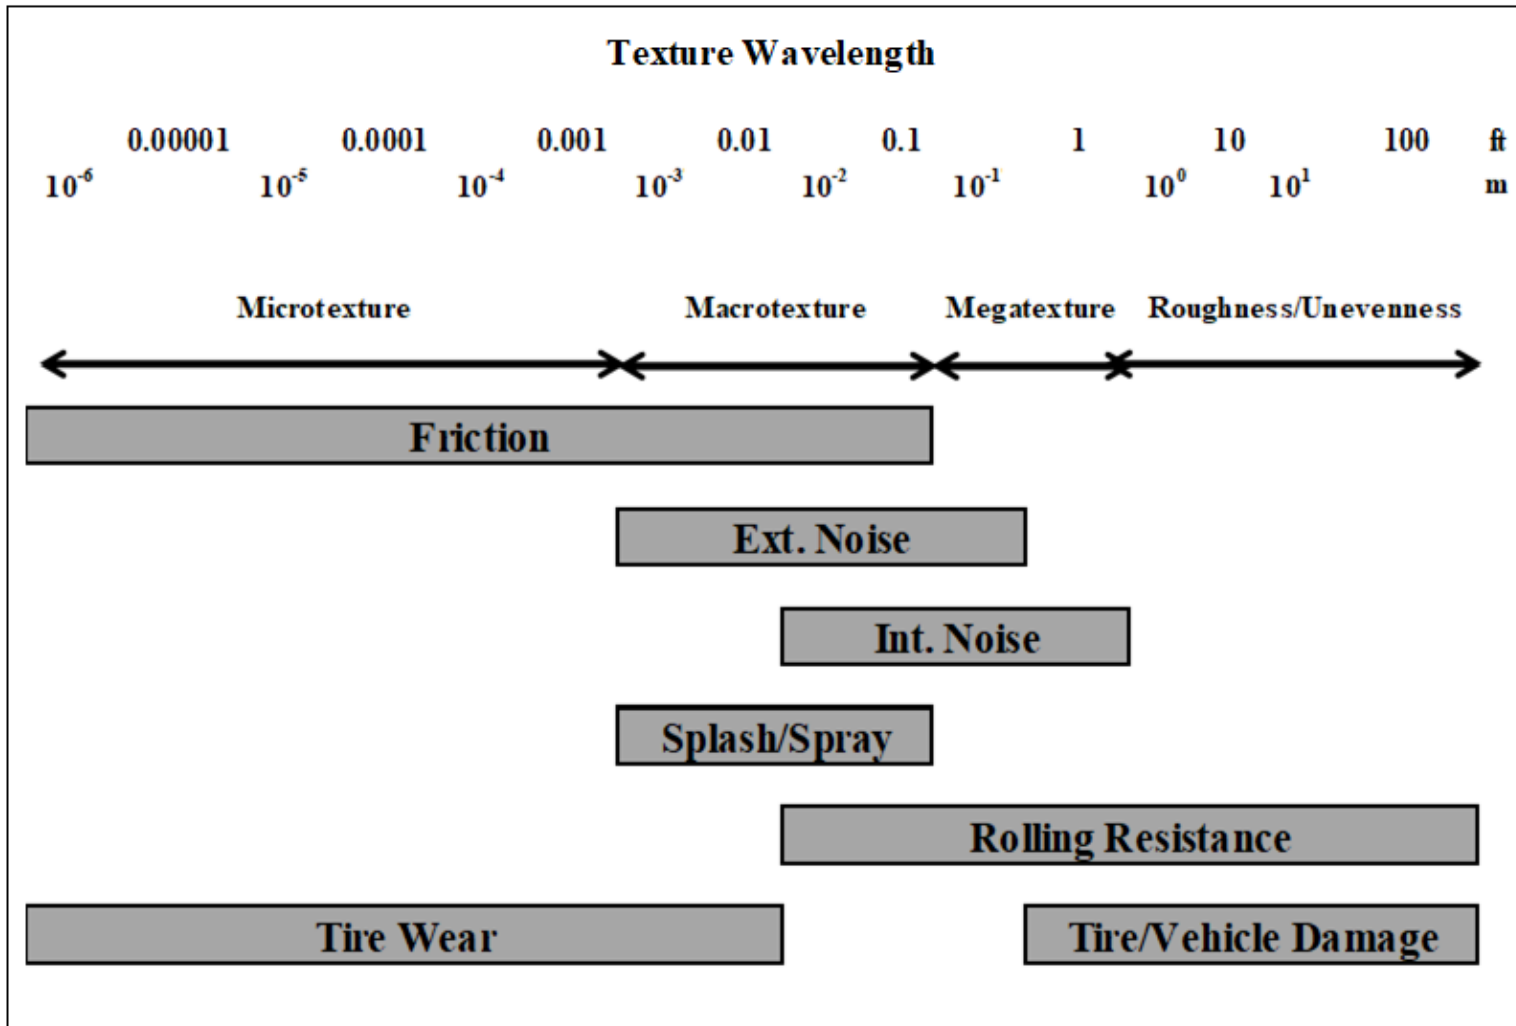 Texture Wavelength
0.00001 0.0001 0.001 0.01 0.1 1 10 100 ft
10⁻⁶ 10⁻⁵ 10⁻⁴ 10⁻³ 10⁻² 10⁻¹ 10⁰ 10¹ m
Microtexture Macrotexture Megatexture Roughness/Unevenness
Friction
Ext. Noise
Int. Noise
Splash/Spray
Rolling Resistance
Tire Wear Tire/Vehicle Damage